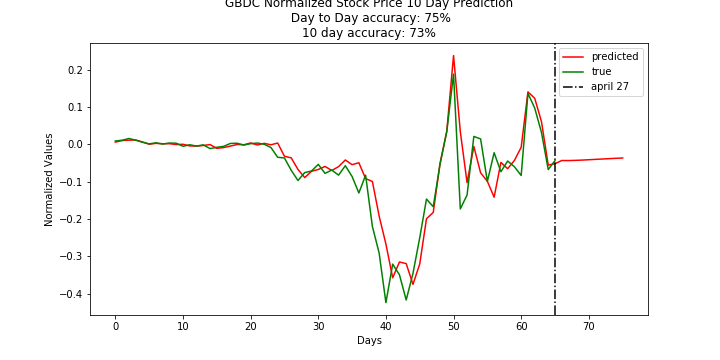 GBDC Normalized Stock Price 10 Day Prediction
Day to Day accuracy: 75%
10 day accuracy: 73%
predicted
true
april 27
Normalized Values
0.2
0.1
0.0
−0.1
−0.2
−0.3
−0.4
0 10 20 30 40 50 60 70
Days